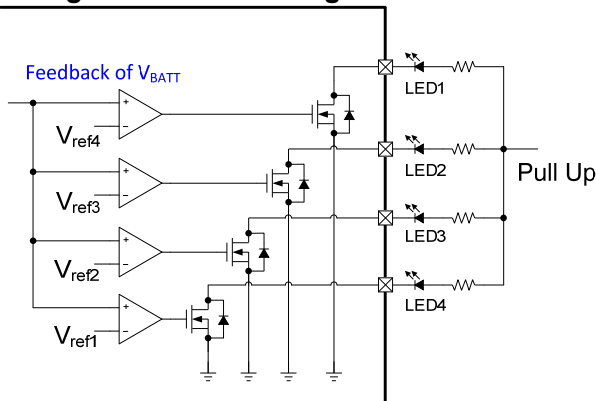 Feedback of VBATT
+
−
Vref4
+
−
Vref3
+
−
Vref2
+
−
Vref1
LED1
LED2
LED3
LED4
Pull Up